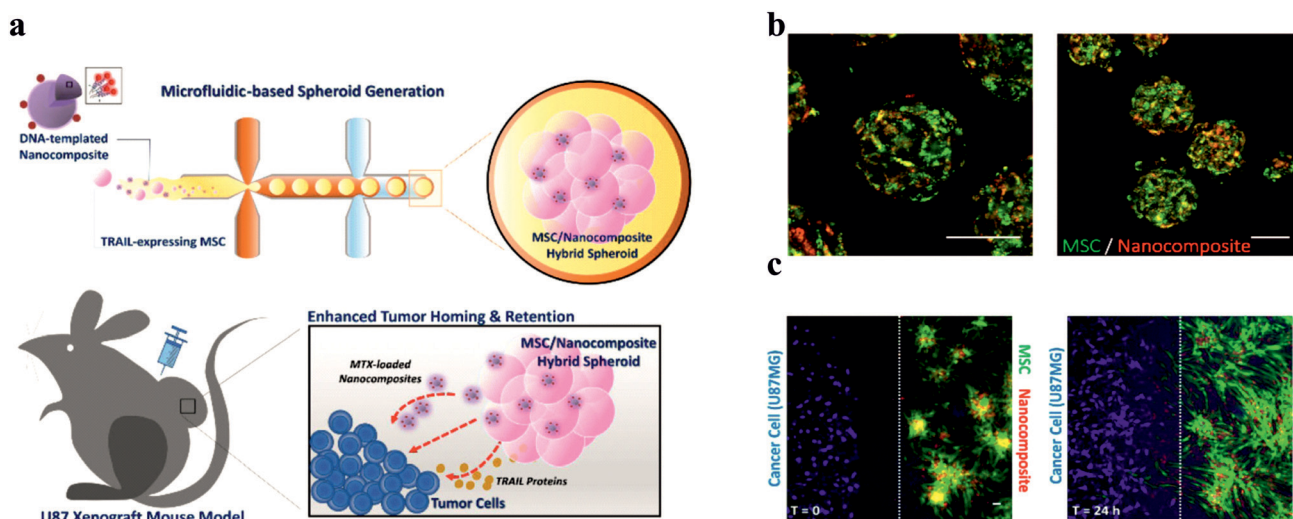 a
Microfluidic-based Spheroid Generation
DNA-templated
Nanocomposite
TRAIL-expressing MSC
MSC/Nanocomposite
Hybrid Spheroid
U87 Xenograft Mouse Model
Enhanced Tumor Homing & Retention
MTX-loaded
Nanocomposites
MSC/Nanocomposite
Hybrid Spheroid
TRAIL Proteins
Tumor Cells
b
MSC / Nanocomposite
c
Cancer Cell (U87MG)
T = 0
MSC
Nanocomposite
Cancer Cell (U87MG)
T = 24 h